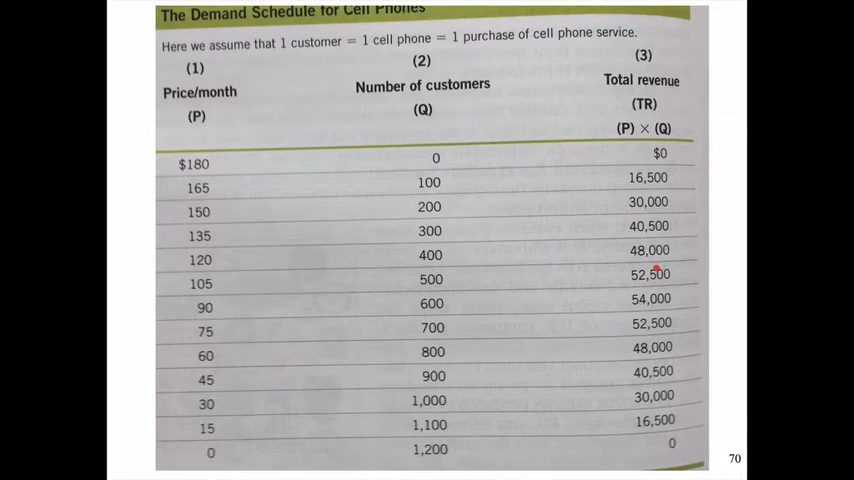 The Demand Schedule for Cell Phones
Here we assume that 1 customer = 1 cell phone = 1 purchase of cell phone service.
(1) (2) (3)
Price/month Number of customers Total revenue
(P) (Q) (TR)
(P) × (Q)
$180 0 $0
165 100 16,500
150 200 30,000
135 300 40,500
120 400 48,000
105 500 52,500
90 600 54,000
75 700 52,500
60 800 48,000
45 900 40,500
30 1,000 30,000
15 1,100 16,500
0 1,200 0
70